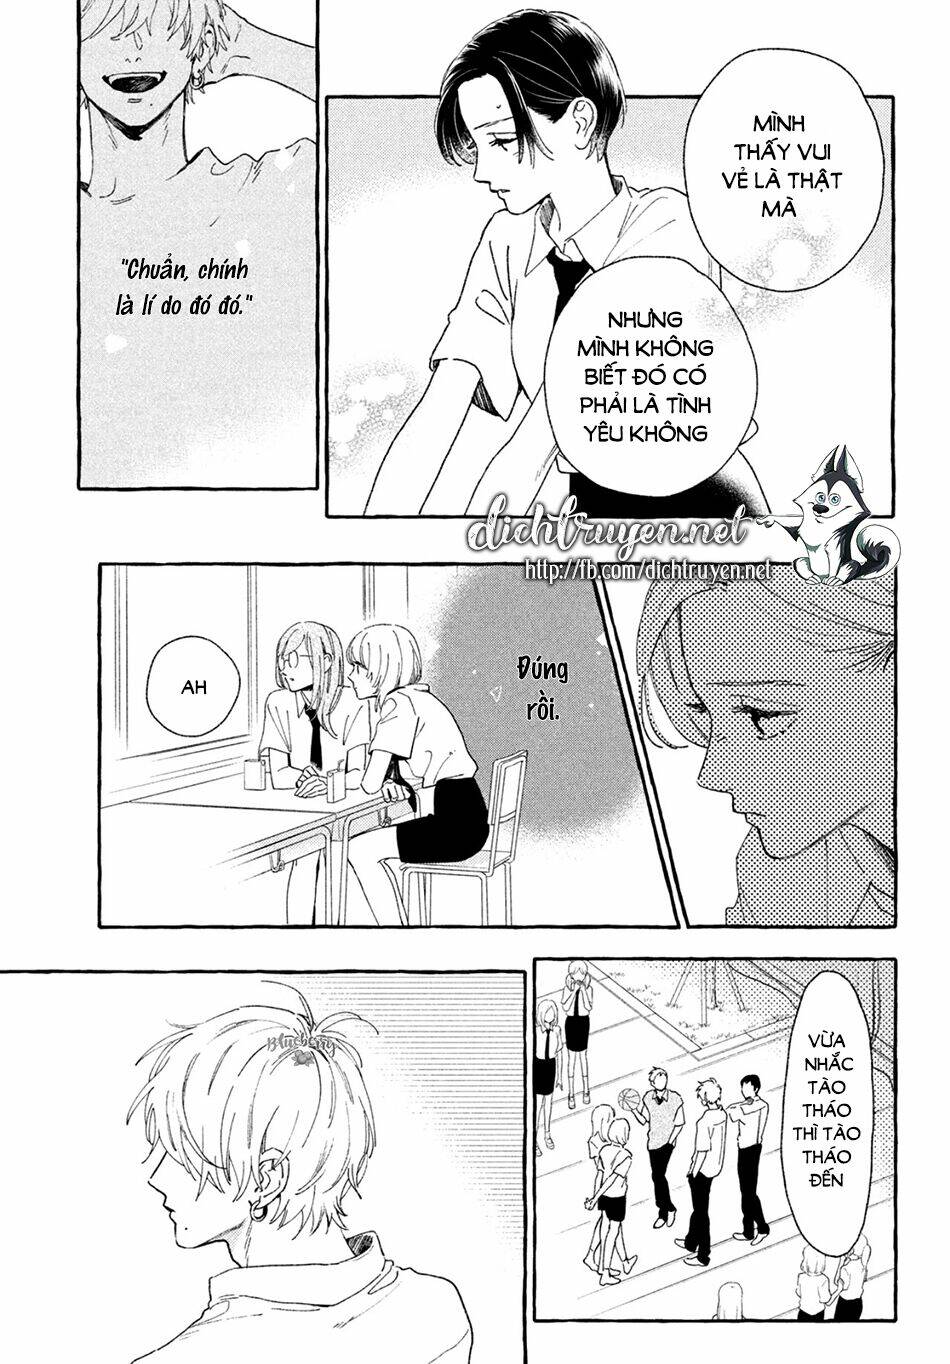 MÌNH
THẤY VUI
VẺ LÀ THẬT
MÀ
NHƯNG
MÌNH KHÔNG
BIẾT ĐÓ CÓ
PHẢI LÀ TÌNH
YÊU KHÔNG
"Chuẩn, chính
là lí do đó đó."
dichtruyen.net
http://fb.com/dichtruyen.net
Đúng
rồi.
AH
VỪA
NHẮC
TÀO
THÁO
THÌ TÀO
THÁO
ĐẾN
Blueberry